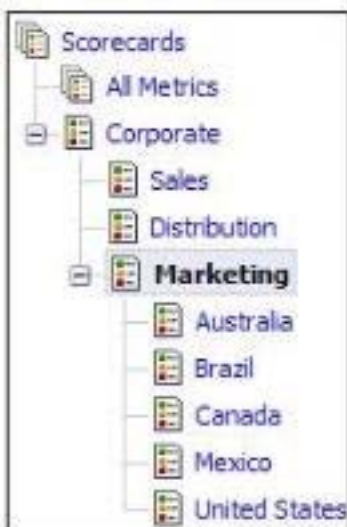 Scorecards
All Metrics
Corporate
Sales
Distribution
Marketing
Australia
Brazil
Canada
Mexico
United States